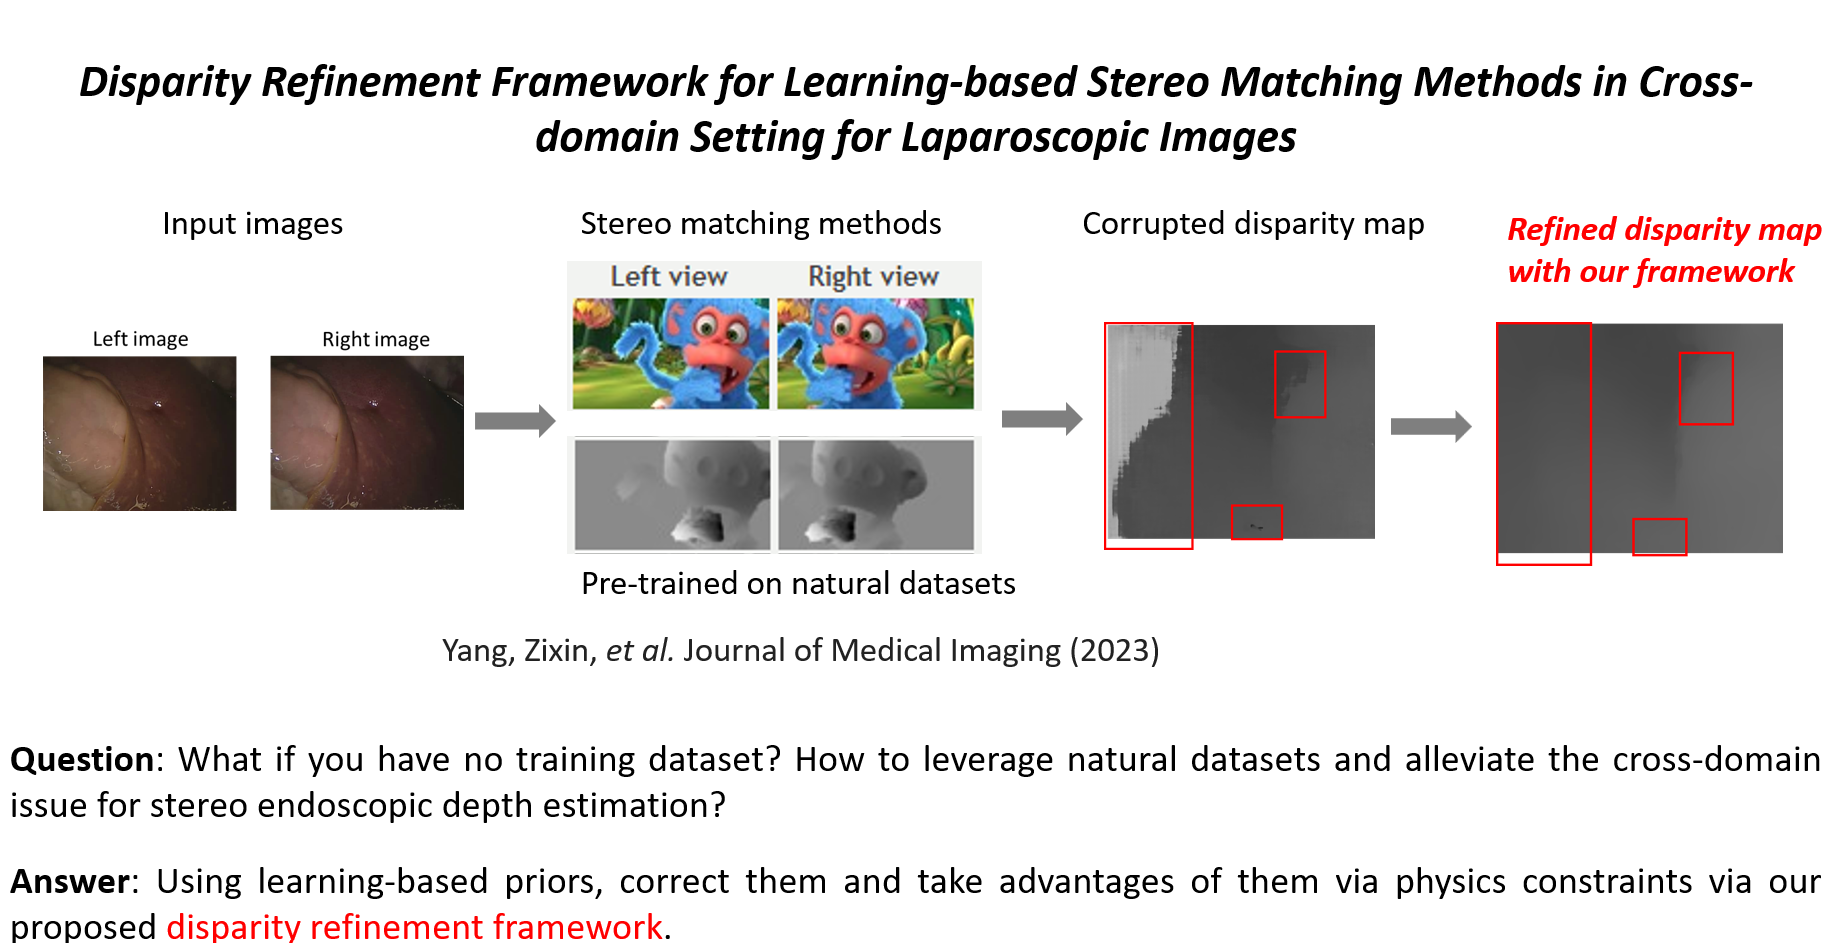 Disparity Refinement Framework for Learning-based Stereo Matching Methods in Cross-
domain Setting for Laparoscopic Images
Input images
Stereo matching methods
Corrupted disparity map
Refined disparity map
with our framework
Left view
Right view
Left image
Right image
Pre-trained on natural datasets
Yang, Zixin, et al. Journal of Medical Imaging (2023)
Question: What if you have no training dataset? How to leverage natural datasets and alleviate the cross-domain
issue for stereo endoscopic depth estimation?
Answer: Using learning-based priors, correct them and take advantages of them via physics constraints via our
proposed disparity refinement framework.